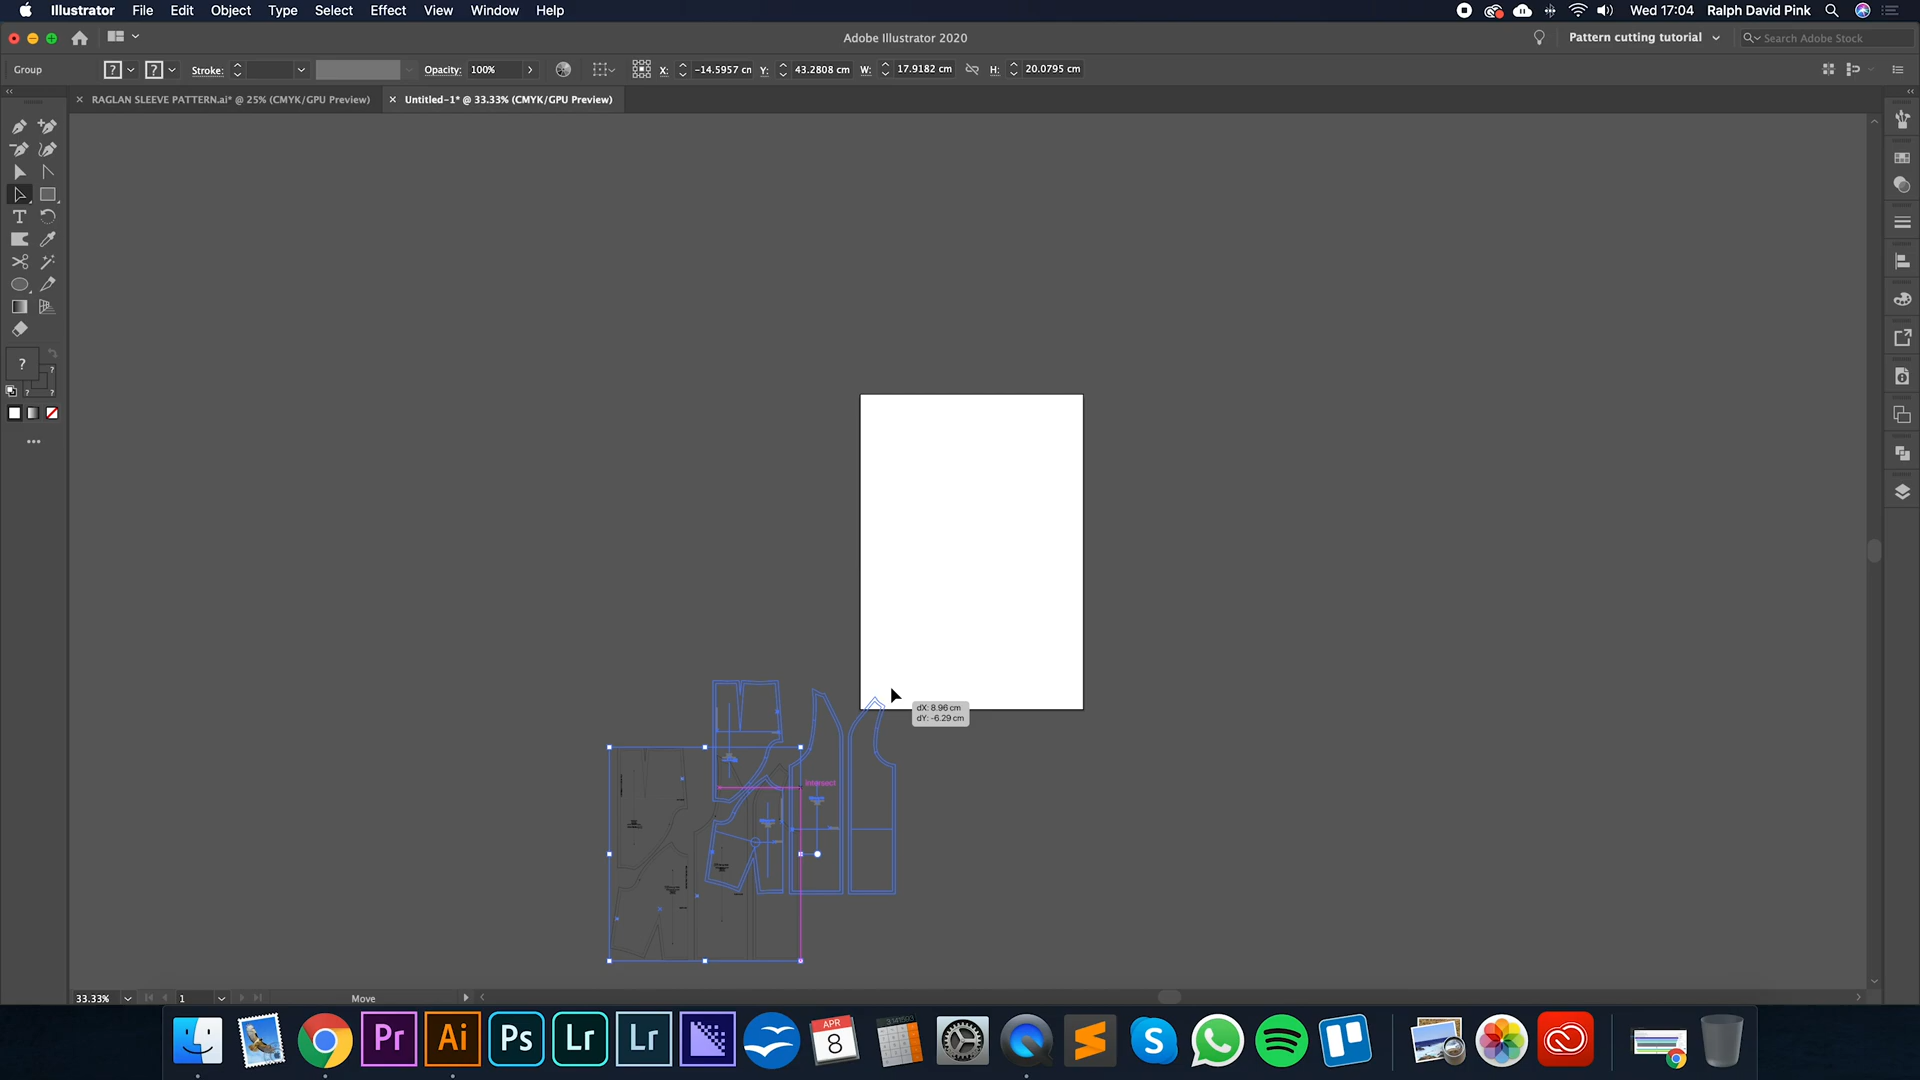 Illustrator File Edit Object Type Select Effect View Window Help
Wed 17:04 Ralph David Pink
Adobe Illustrator 2020
Pattern cutting tutorial
Search Adobe Stock
Group
? ? Stroke: Opacity: 100% X: -14.5957 cm Y: 43.2808 cm W: 17.9182 cm H: 20.0795 cm
RAGLAN SLEEVE PATTERN.ai* @ 25% (CMYK/GPU Preview)
Untitled-1* @ 33.33% (CMYK/GPU Preview)
T
?
?
? ?
dX: 8.96 cm
dY: -6.29 cm
intersect
33.33% 1 Move
Pr Ai Ps Lr Lr
APR
8